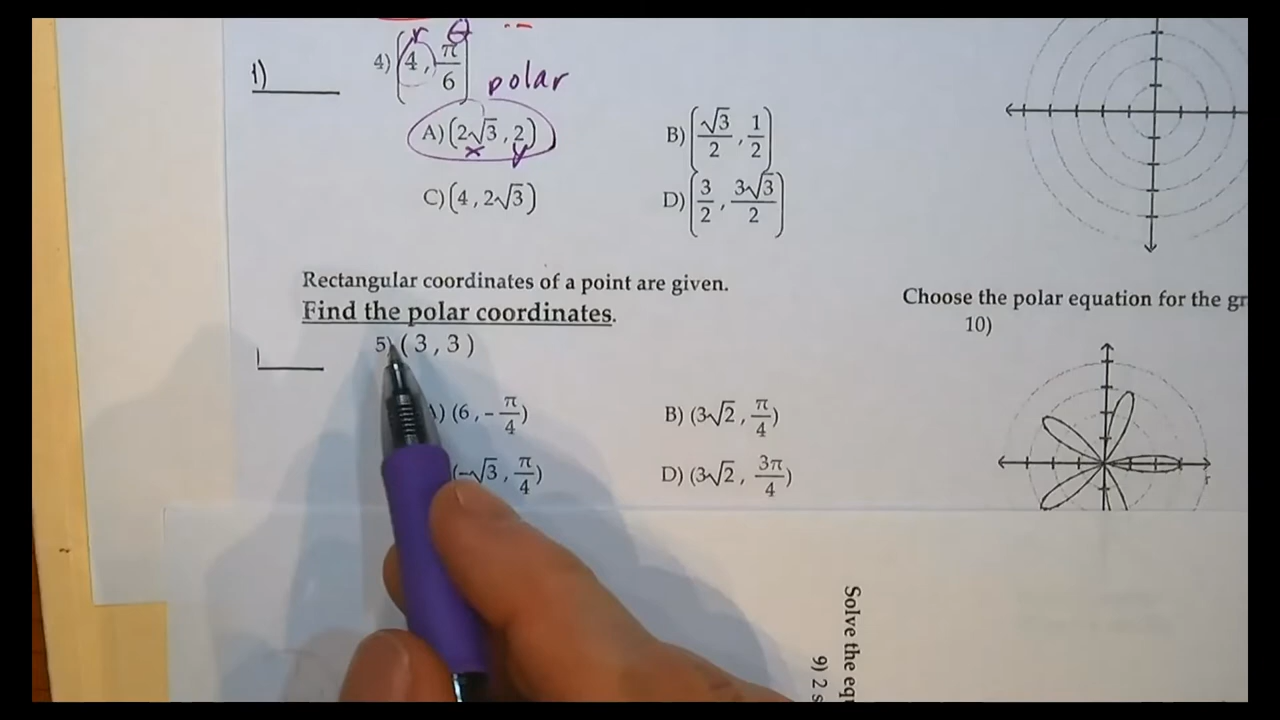 r θ
1) 4) (4, π/6) polar
A) (2√3, 2) B) (√3/2, 1/2)
x y
C) (4, 2√3) D) (3/2, 3√3/2)
Rectangular coordinates of a point are given.
Find the polar coordinates.
5) ( 3 , 3 )
A) (6, -π/4) B) (3√2, π/4)
(-√3, π/4) D) (3√2, 3π/4)
Choose the polar equation for the gr
10)
Solve the eq
9) 2 s